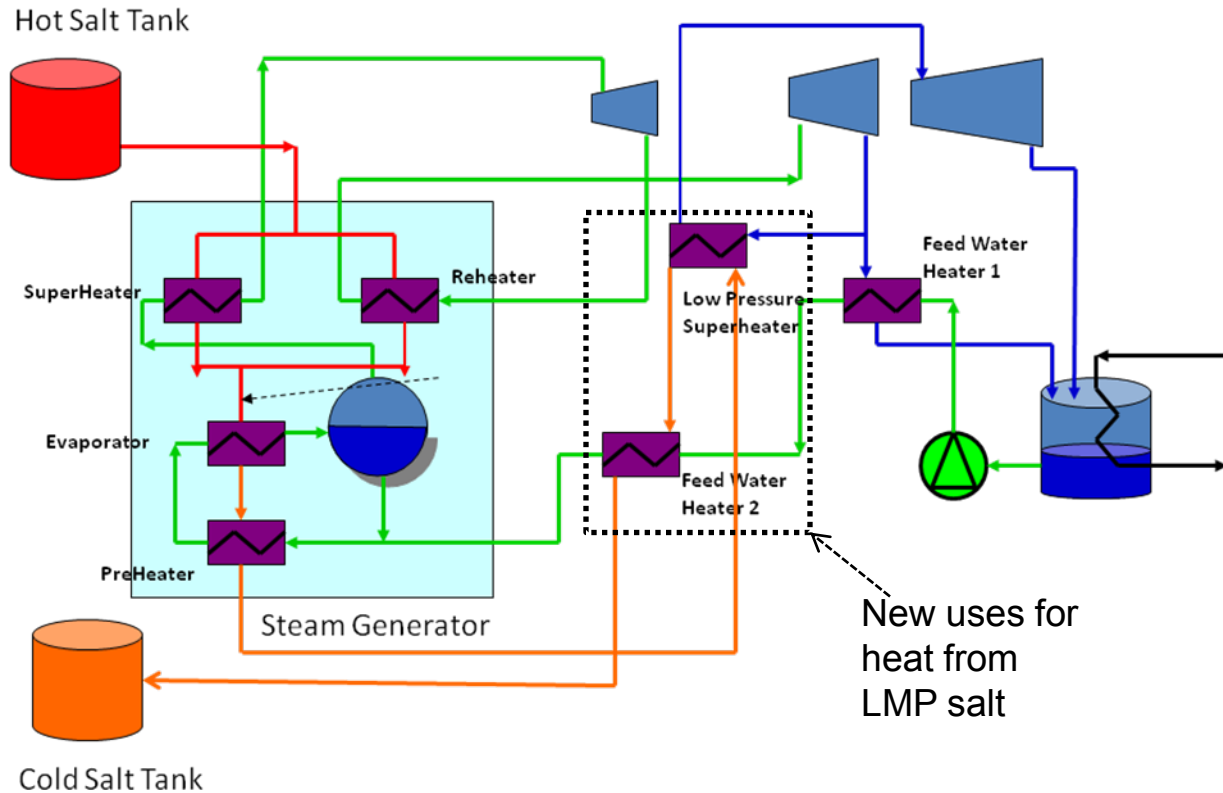 Hot Salt Tank
SuperHeater
Reheater
Feed Water
Heater 1
Low Pressure
Superheater
Evaporator
Feed Water
Heater 2
PreHeater
Steam Generator
New uses for
heat from
LMP salt
Cold Salt Tank